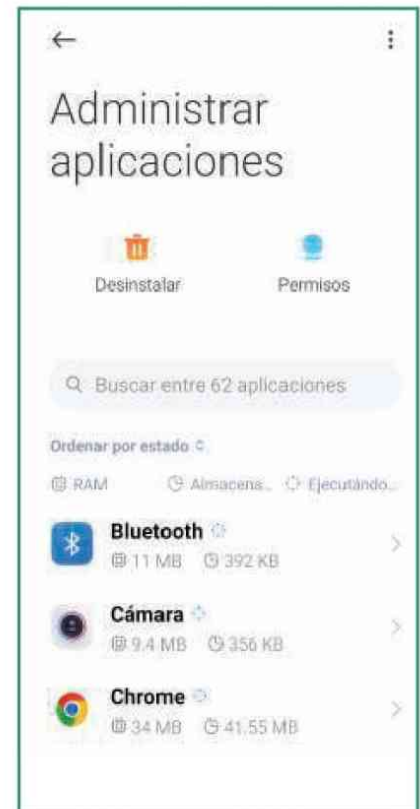 Administrar
aplicaciones
Desinstalar Permisos
Buscar entre 62 aplicaciones
Ordenar por estado
RAM Almacena... Ejecutándo...
Bluetooth
11 MB 392 KB
Cámara
9.4 MB 356 KB
Chrome
34 MB 41.55 MB